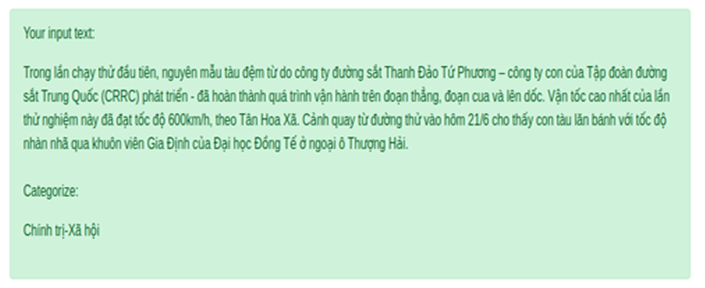 Your input text:
Trong lần chạy thử đầu tiên, nguyên mẫu tàu đệm từ do công ty đường sắt Thanh Đảo Tứ Phương – công ty con của Tập đoàn đường
sắt Trung Quốc (CRRC) phát triển - đã hoàn thành quá trình vận hành trên đoạn thẳng, đoạn cua và lên dốc. Vận tốc cao nhất của lần
thử nghiệm này đã đạt tốc độ 600km/h, theo Tân Hoa Xã. Cảnh quay từ đường thử vào hôm 21/6 cho thấy con tàu lăn bánh với tốc độ
nhàn nhã qua khuôn viên Gia Định của Đại học Đồng Tế ở ngoại ô Thượng Hải.
Categorize:
Chính trị-Xã hội